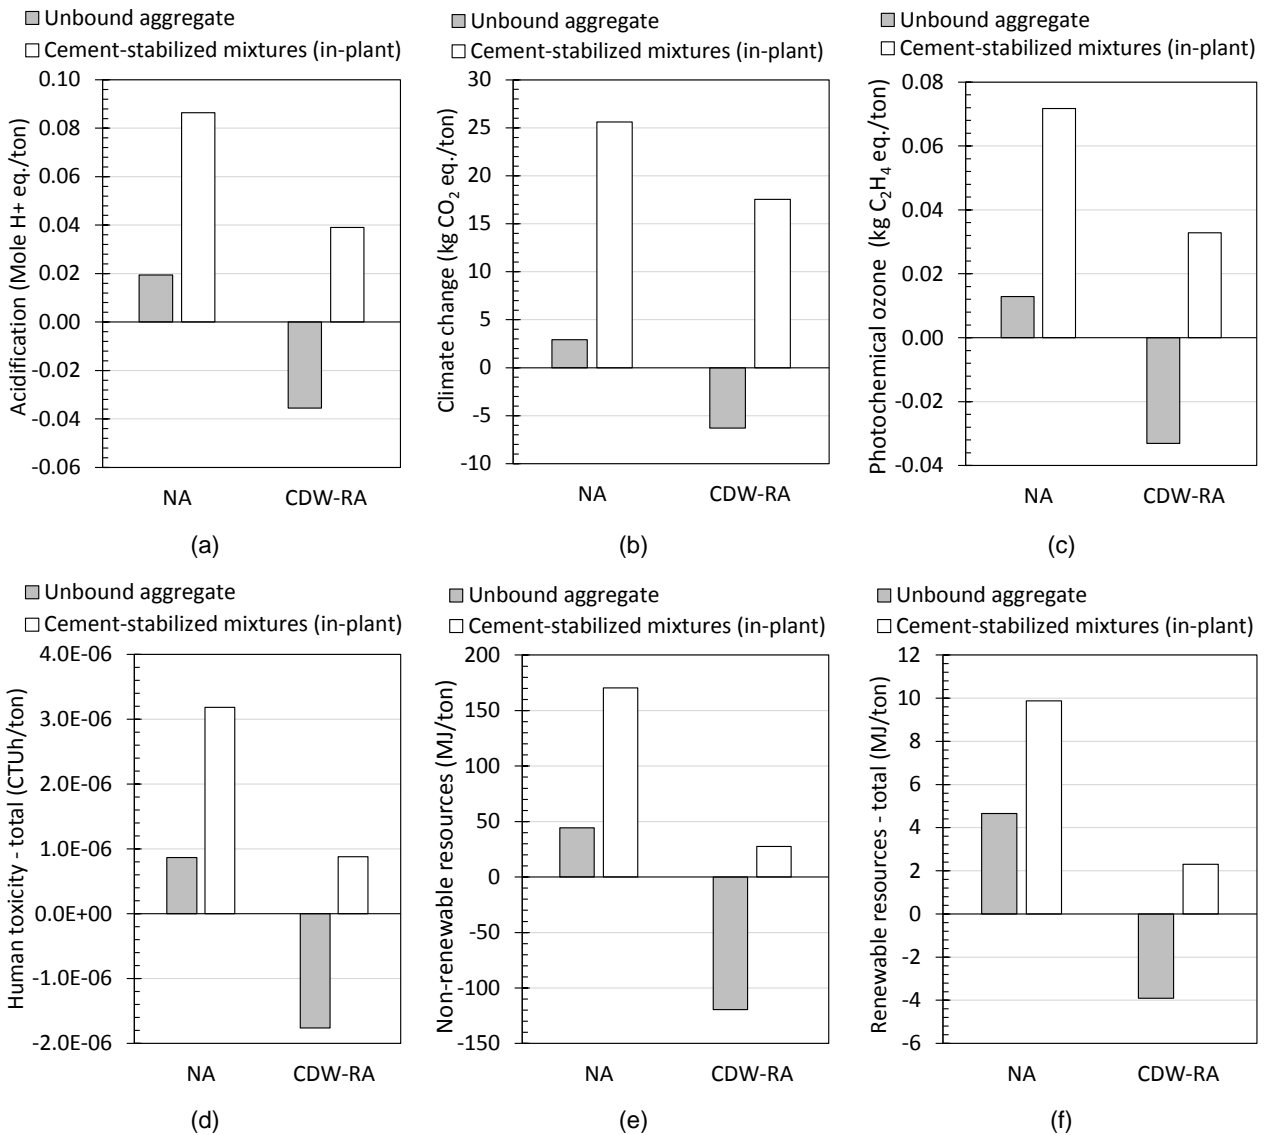 Unbound aggregate
Cement-stabilized mixtures (in-plant)
Acidification (Mole H+ eq./ton)
0.10
0.08
0.06
0.04
0.02
0.00
-0.02
-0.04
-0.06
NA CDW-RA
(a)
Unbound aggregate
Cement-stabilized mixtures (in-plant)
Climate change (kg CO₂ eq./ton)
30
25
20
15
10
5
0
-5
-10
NA CDW-RA
(b)
Unbound aggregate
Cement-stabilized mixtures (in-plant)
Photochemical ozone (kg C₂H₄ eq./ton)
0.08
0.06
0.04
0.02
0.00
-0.02
-0.04
NA CDW-RA
(c)
Unbound aggregate
Cement-stabilized mixtures (in-plant)
Human toxicity - total (CTUh/ton)
4.0E-06
3.0E-06
2.0E-06
1.0E-06
0.0E+00
-1.0E-06
-2.0E-06
NA CDW-RA
(d)
Unbound aggregate
Cement-stabilized mixtures (in-plant)
Non-renewable resources (MJ/ton)
200
150
100
50
0
-50
-100
-150
NA CDW-RA
(e)
Unbound aggregate
Cement-stabilized mixtures (in-plant)
Renewable resources - total (MJ/ton)
12
10
8
6
4
2
0
-2
-4
-6
NA CDW-RA
(f)